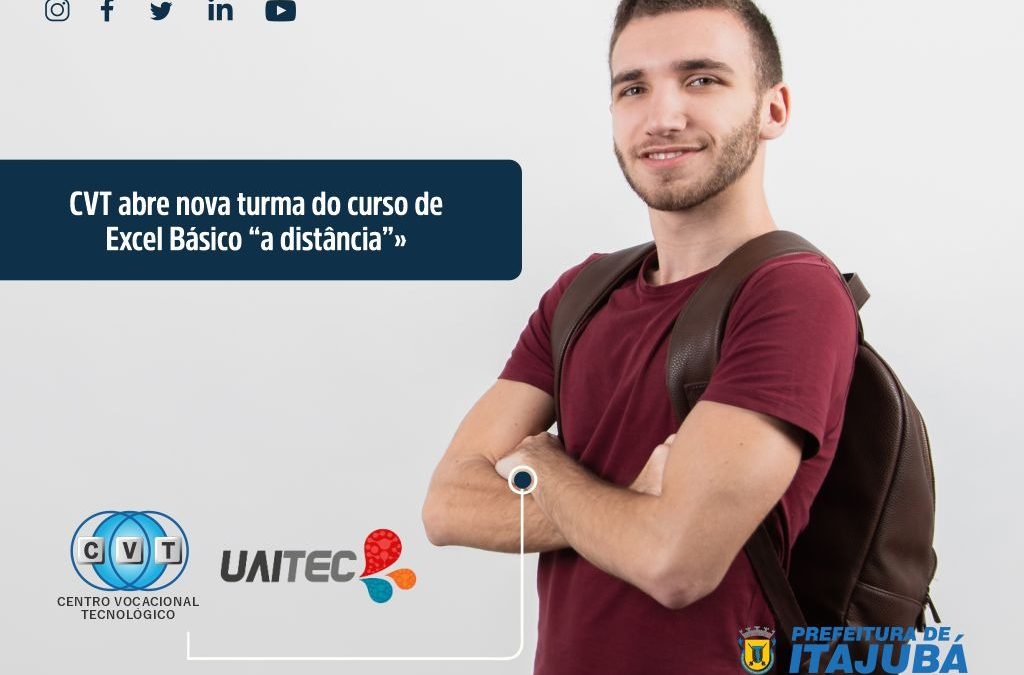 CVT abre nova turma do curso de
Excel Básico “a distância”»
CVT
CENTRO VOCACIONAL
TECNOLÓGICO
UAITEC
PREFEITURA DE
ITAJUBÁ